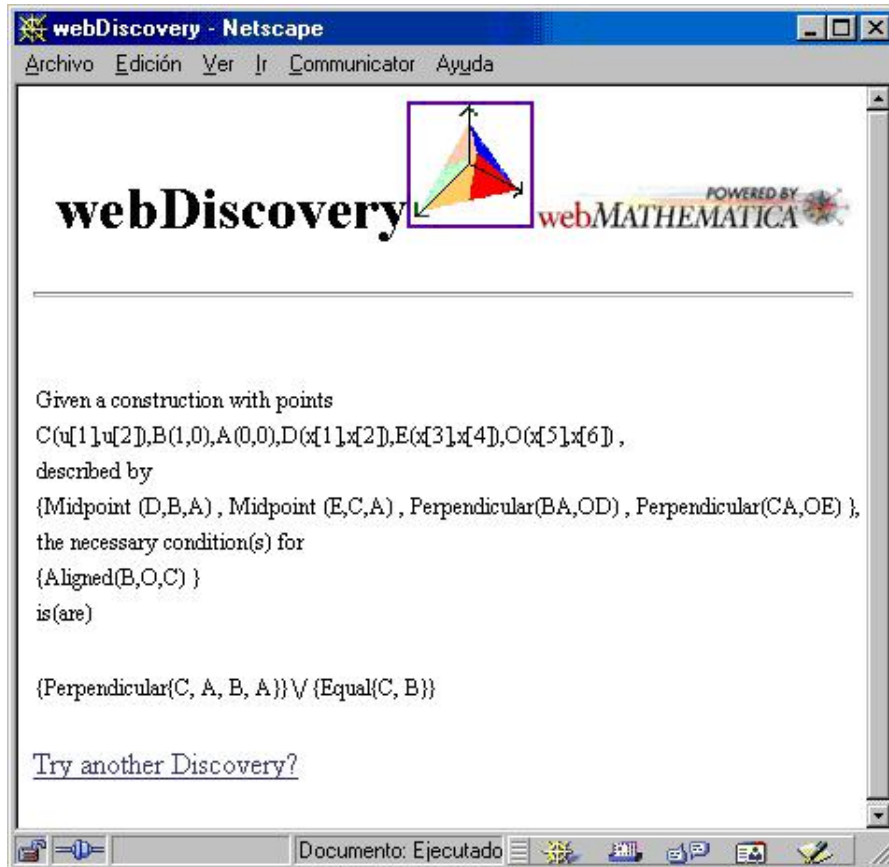 webDiscovery - Netscape
Archivo Edición Ver Ir Communicator Ayuda
webDiscovery
POWERED BY
webMATHEMATICA
Given a construction with points
C(u[1],u[2]),B(1,0),A(0,0),D(x[1],x[2]),E(x[3],x[4]),O(x[5],x[6]) ,
described by
{Midpoint (D,B,A) , Midpoint (E,C,A) , Perpendicular(BA,OD) , Perpendicular(CA,OE) },
the necessary condition(s) for
{Aligned(B,O,C) }
is(are)
{Perpendicular{C, A, B, A}} \/ {Equal{C, B}}
Try another Discovery?
Documento: Ejecutado